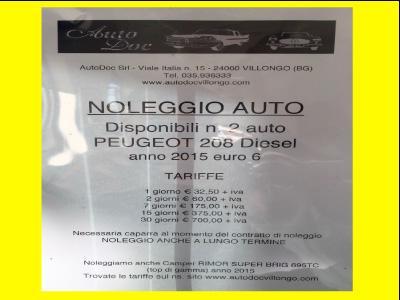 Auto
Doc
AutoDoc Srl - Viale Italia n. 15 - 24060 VILLONGO (BG)
Tel. 035.936333
www.autodocvillongo.com
NOLEGGIO AUTO
Disponibili n. 2 auto
PEUGEOT 208 Diesel
anno 2015 euro 6
TARIFFE
1 giorno € 32,50 + iva
2 giorni € 60,00 + iva
7 giorni € 175,00 + iva
15 giorni € 375,00 + iva
30 giorni € 700,00 + iva
Necessaria caparra al momento del contratto di noleggio
NOLEGGIO ANCHE A LUNGO TERMINE
Noleggiamo anche Camper RIMOR SUPER BRIG 695TC
(top di gamma) anno 2015
Trovate le tariffe sul ns. sito www.autodocvillongo.com